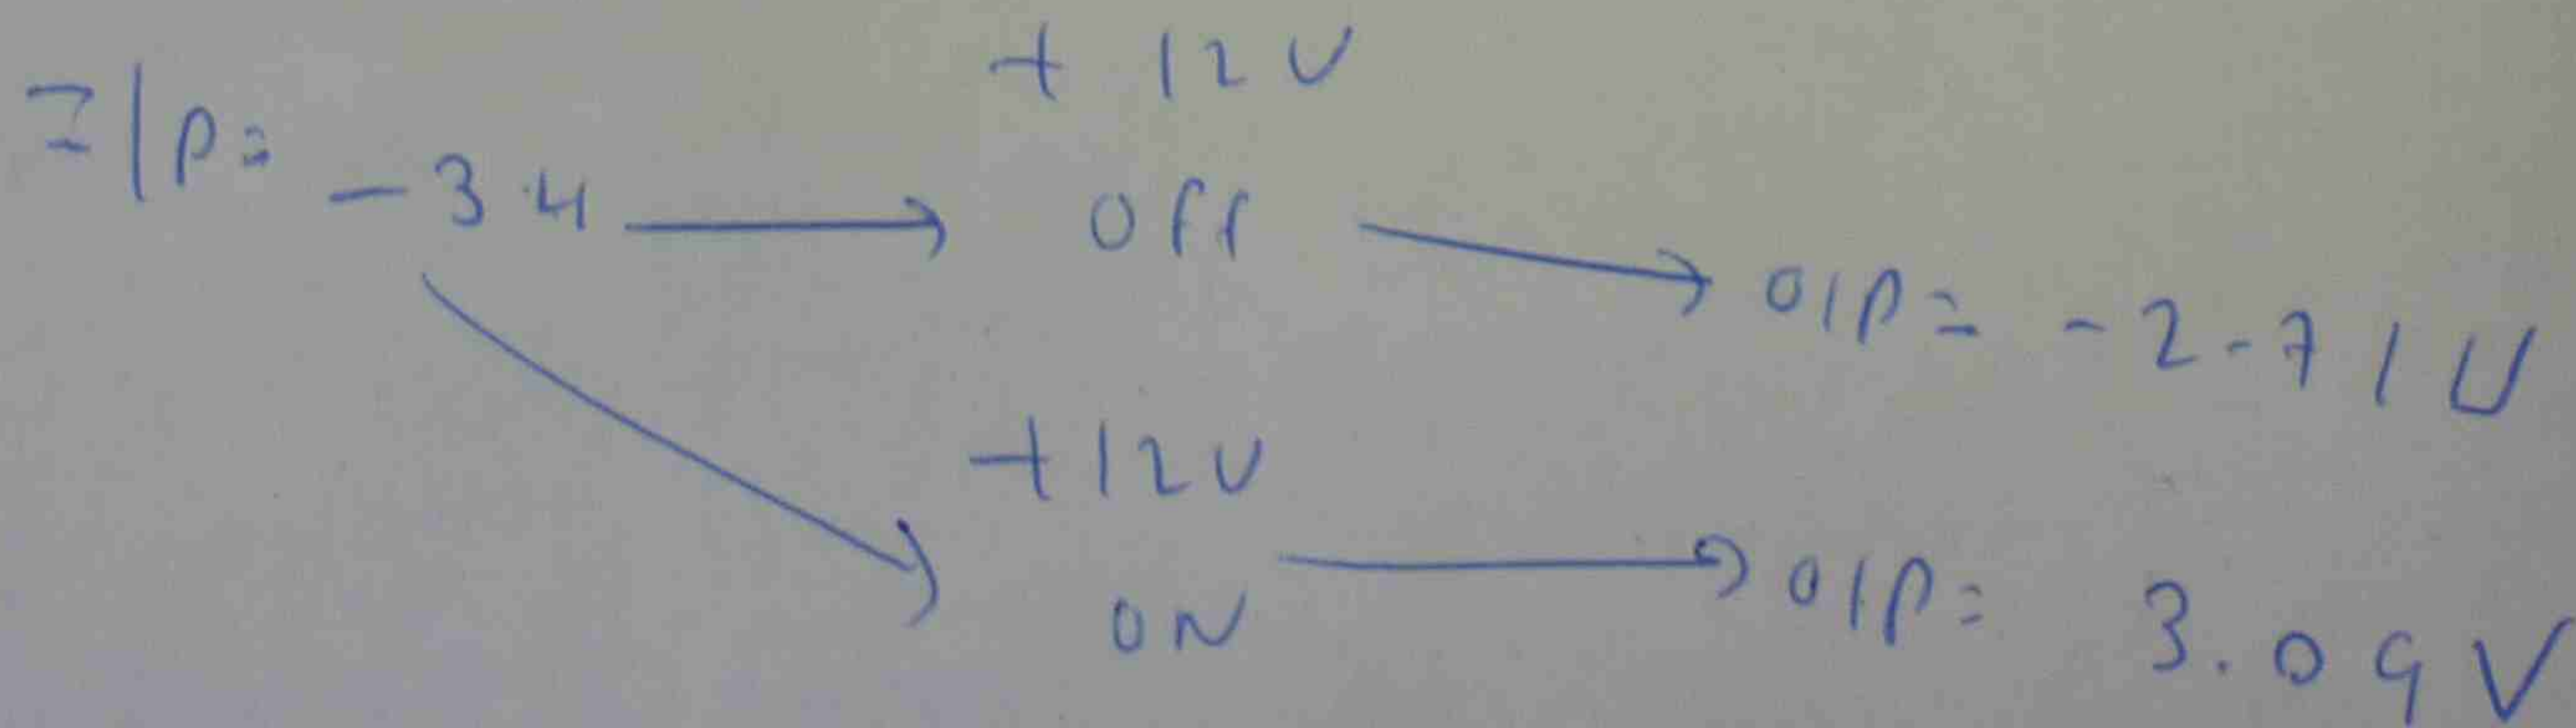 + 12V
I/p=
-3.4 → OFF → O/p= -2.71V
+12V
ON → O/p= 3.09V